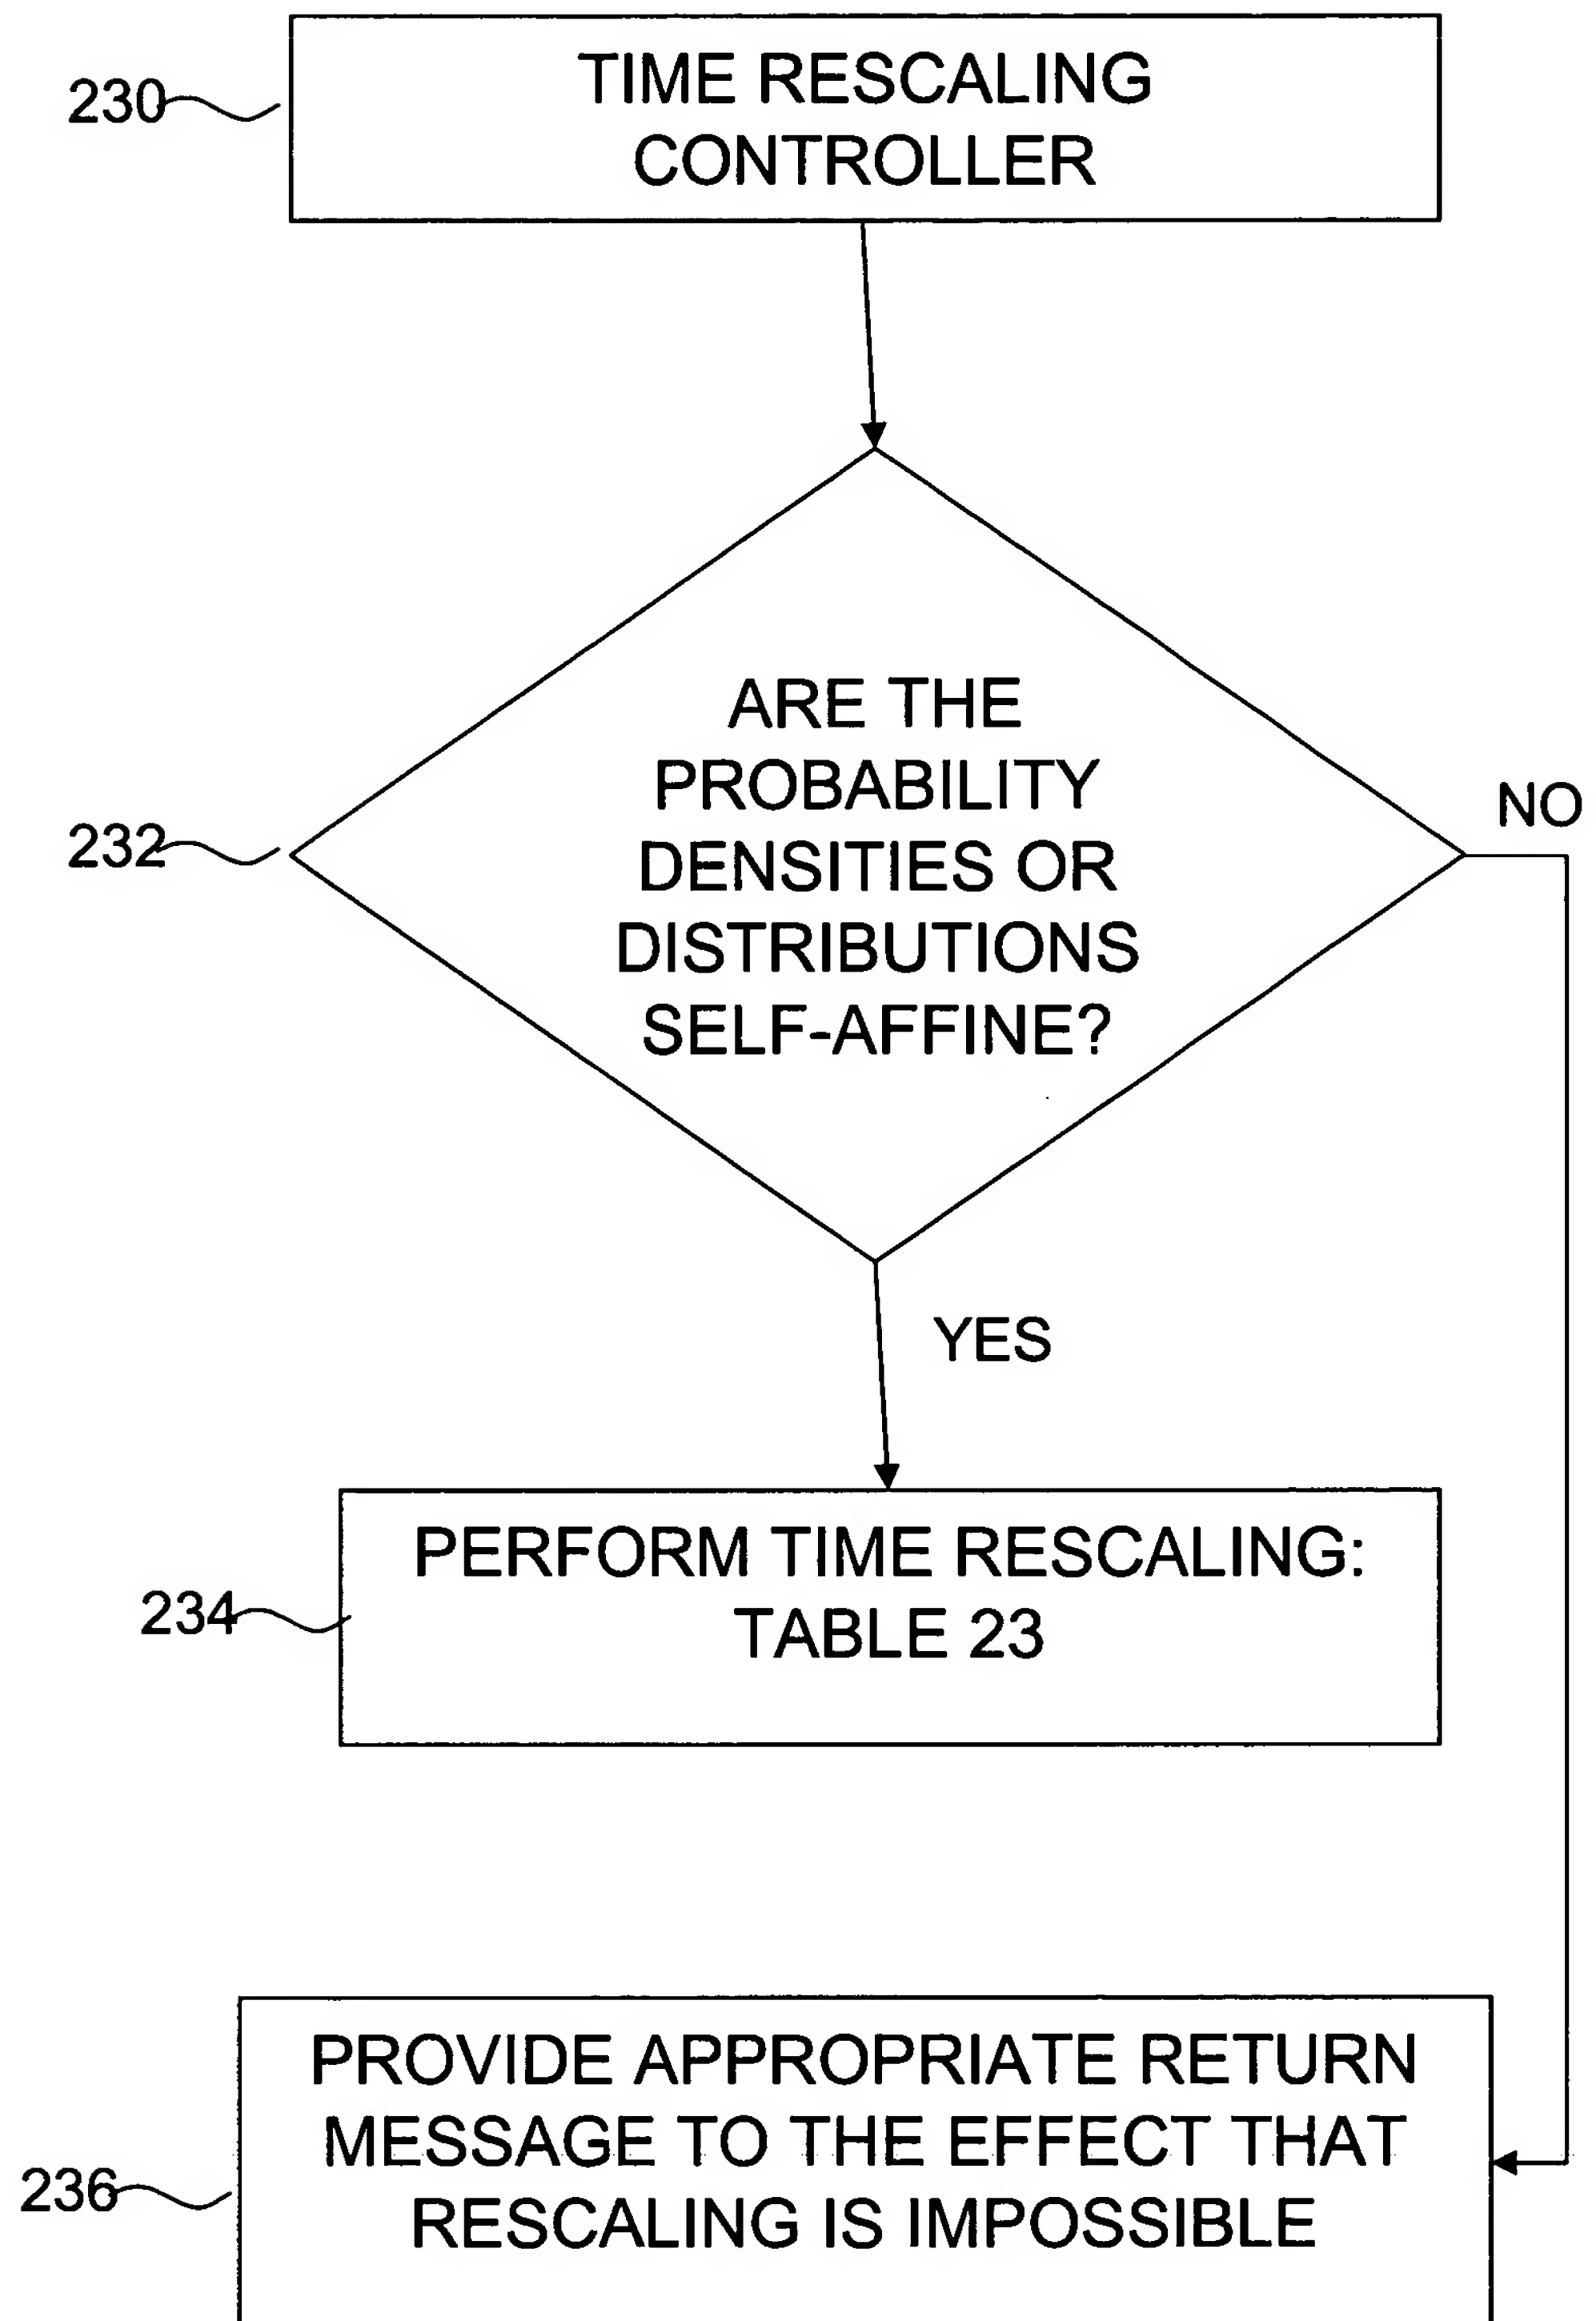 230
TIME RESCALING
CONTROLLER
232
ARE THE
PROBABILITY
DENSITIES OR
DISTRIBUTIONS
SELF-AFFINE?
NO
YES
234
PERFORM TIME RESCALING:
TABLE 23
236
PROVIDE APPROPRIATE RETURN
MESSAGE TO THE EFFECT THAT
RESCALING IS IMPOSSIBLE